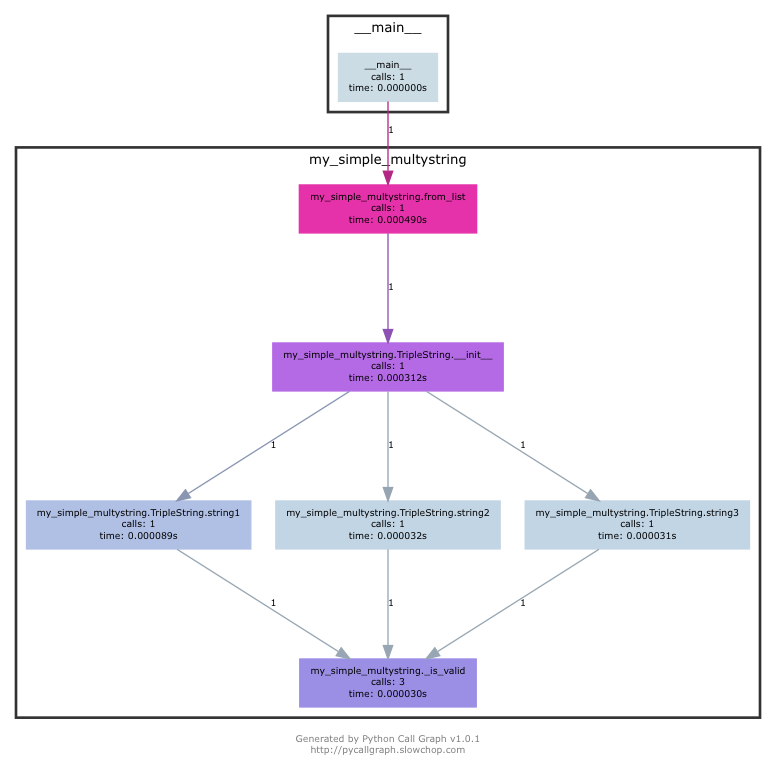 __main__
__main__
calls: 1
time: 0.000000s
1
my_simple_multystring
my_simple_multystring.from_list
calls: 1
time: 0.000490s
1
my_simple_multystring.TripleString.__init__
calls: 1
time: 0.000312s
1
1
1
my_simple_multystring.TripleString.string1
calls: 1
time: 0.000089s
my_simple_multystring.TripleString.string2
calls: 1
time: 0.000032s
my_simple_multystring.TripleString.string3
calls: 1
time: 0.000031s
1
1
1
my_simple_multystring._is_valid
calls: 3
time: 0.000030s
Generated by Python Call Graph v1.0.1
http://pycallgraph.slowchop.com